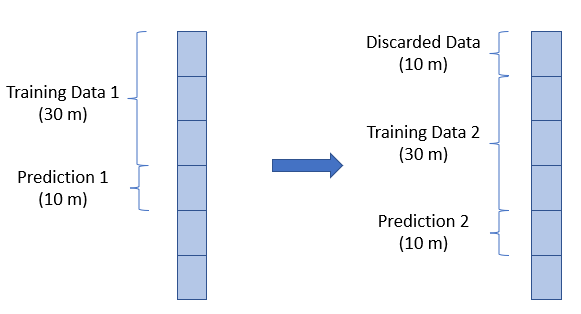 Training Data 1
(30 m)
Prediction 1
(10 m)
Discarded Data
(10 m)
Training Data 2
(30 m)
Prediction 2
(10 m)